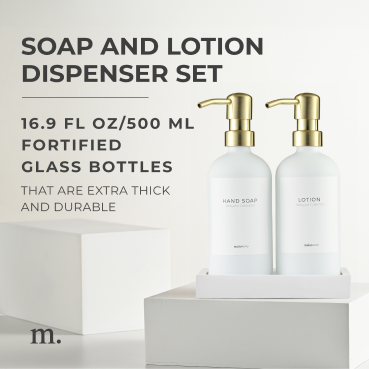 SOAP AND LOTION
DISPENSER SET
16.9 FL OZ/500 ML
FORTIFIED
GLASS BOTTLES
THAT ARE EXTRA THICK
AND DURABLE
HAND SOAP
LOTION
m.